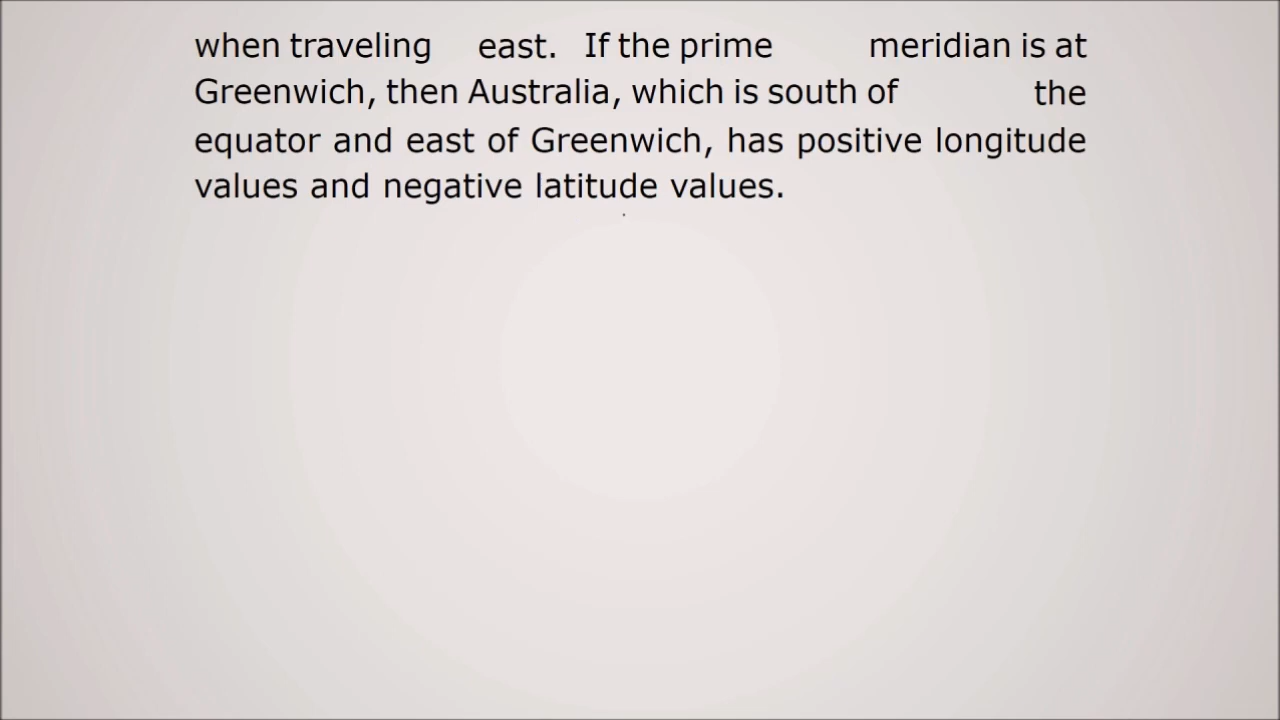 when traveling east. If the prime meridian is at
Greenwich, then Australia, which is south of the
equator and east of Greenwich, has positive longitude
values and negative latitude values.